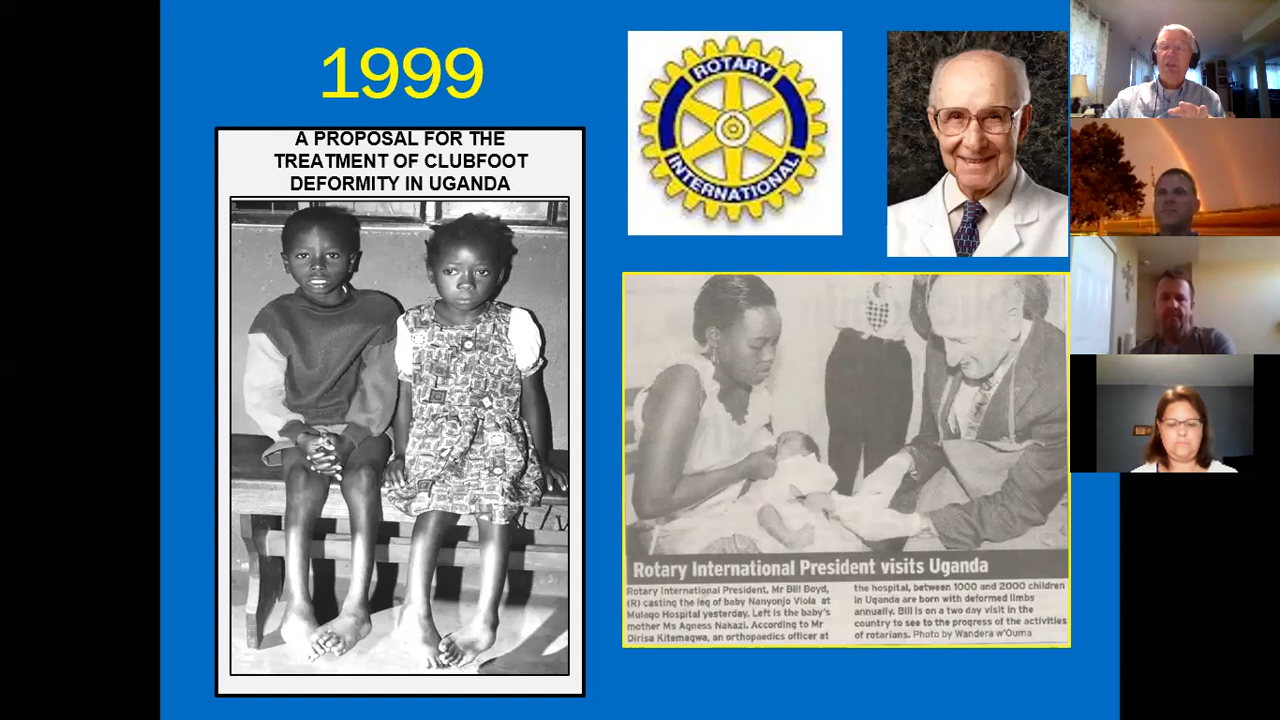 1999
A PROPOSAL FOR THE
TREATMENT OF CLUBFOOT
DEFORMITY IN UGANDA
ROTARY
INTERNATIONAL
Rotary International President visits Uganda
Rotary International President, Mr Bill Boyd,
(R) casting the leg of baby Nanyonjo Viola at
Mulago Hospital yesterday. Left is the baby's
mother Ms Agness Nakazi. According to Mr
Dirisa Kitemagwa, an orthopaedics officer at
the hospital, between 1000 and 2000 children
in Uganda are born with deformed limbs
annually. Bill is on a two day visit in the
country to see to the progress of the activities
of rotarians. Photo by Wandera w'Ouma